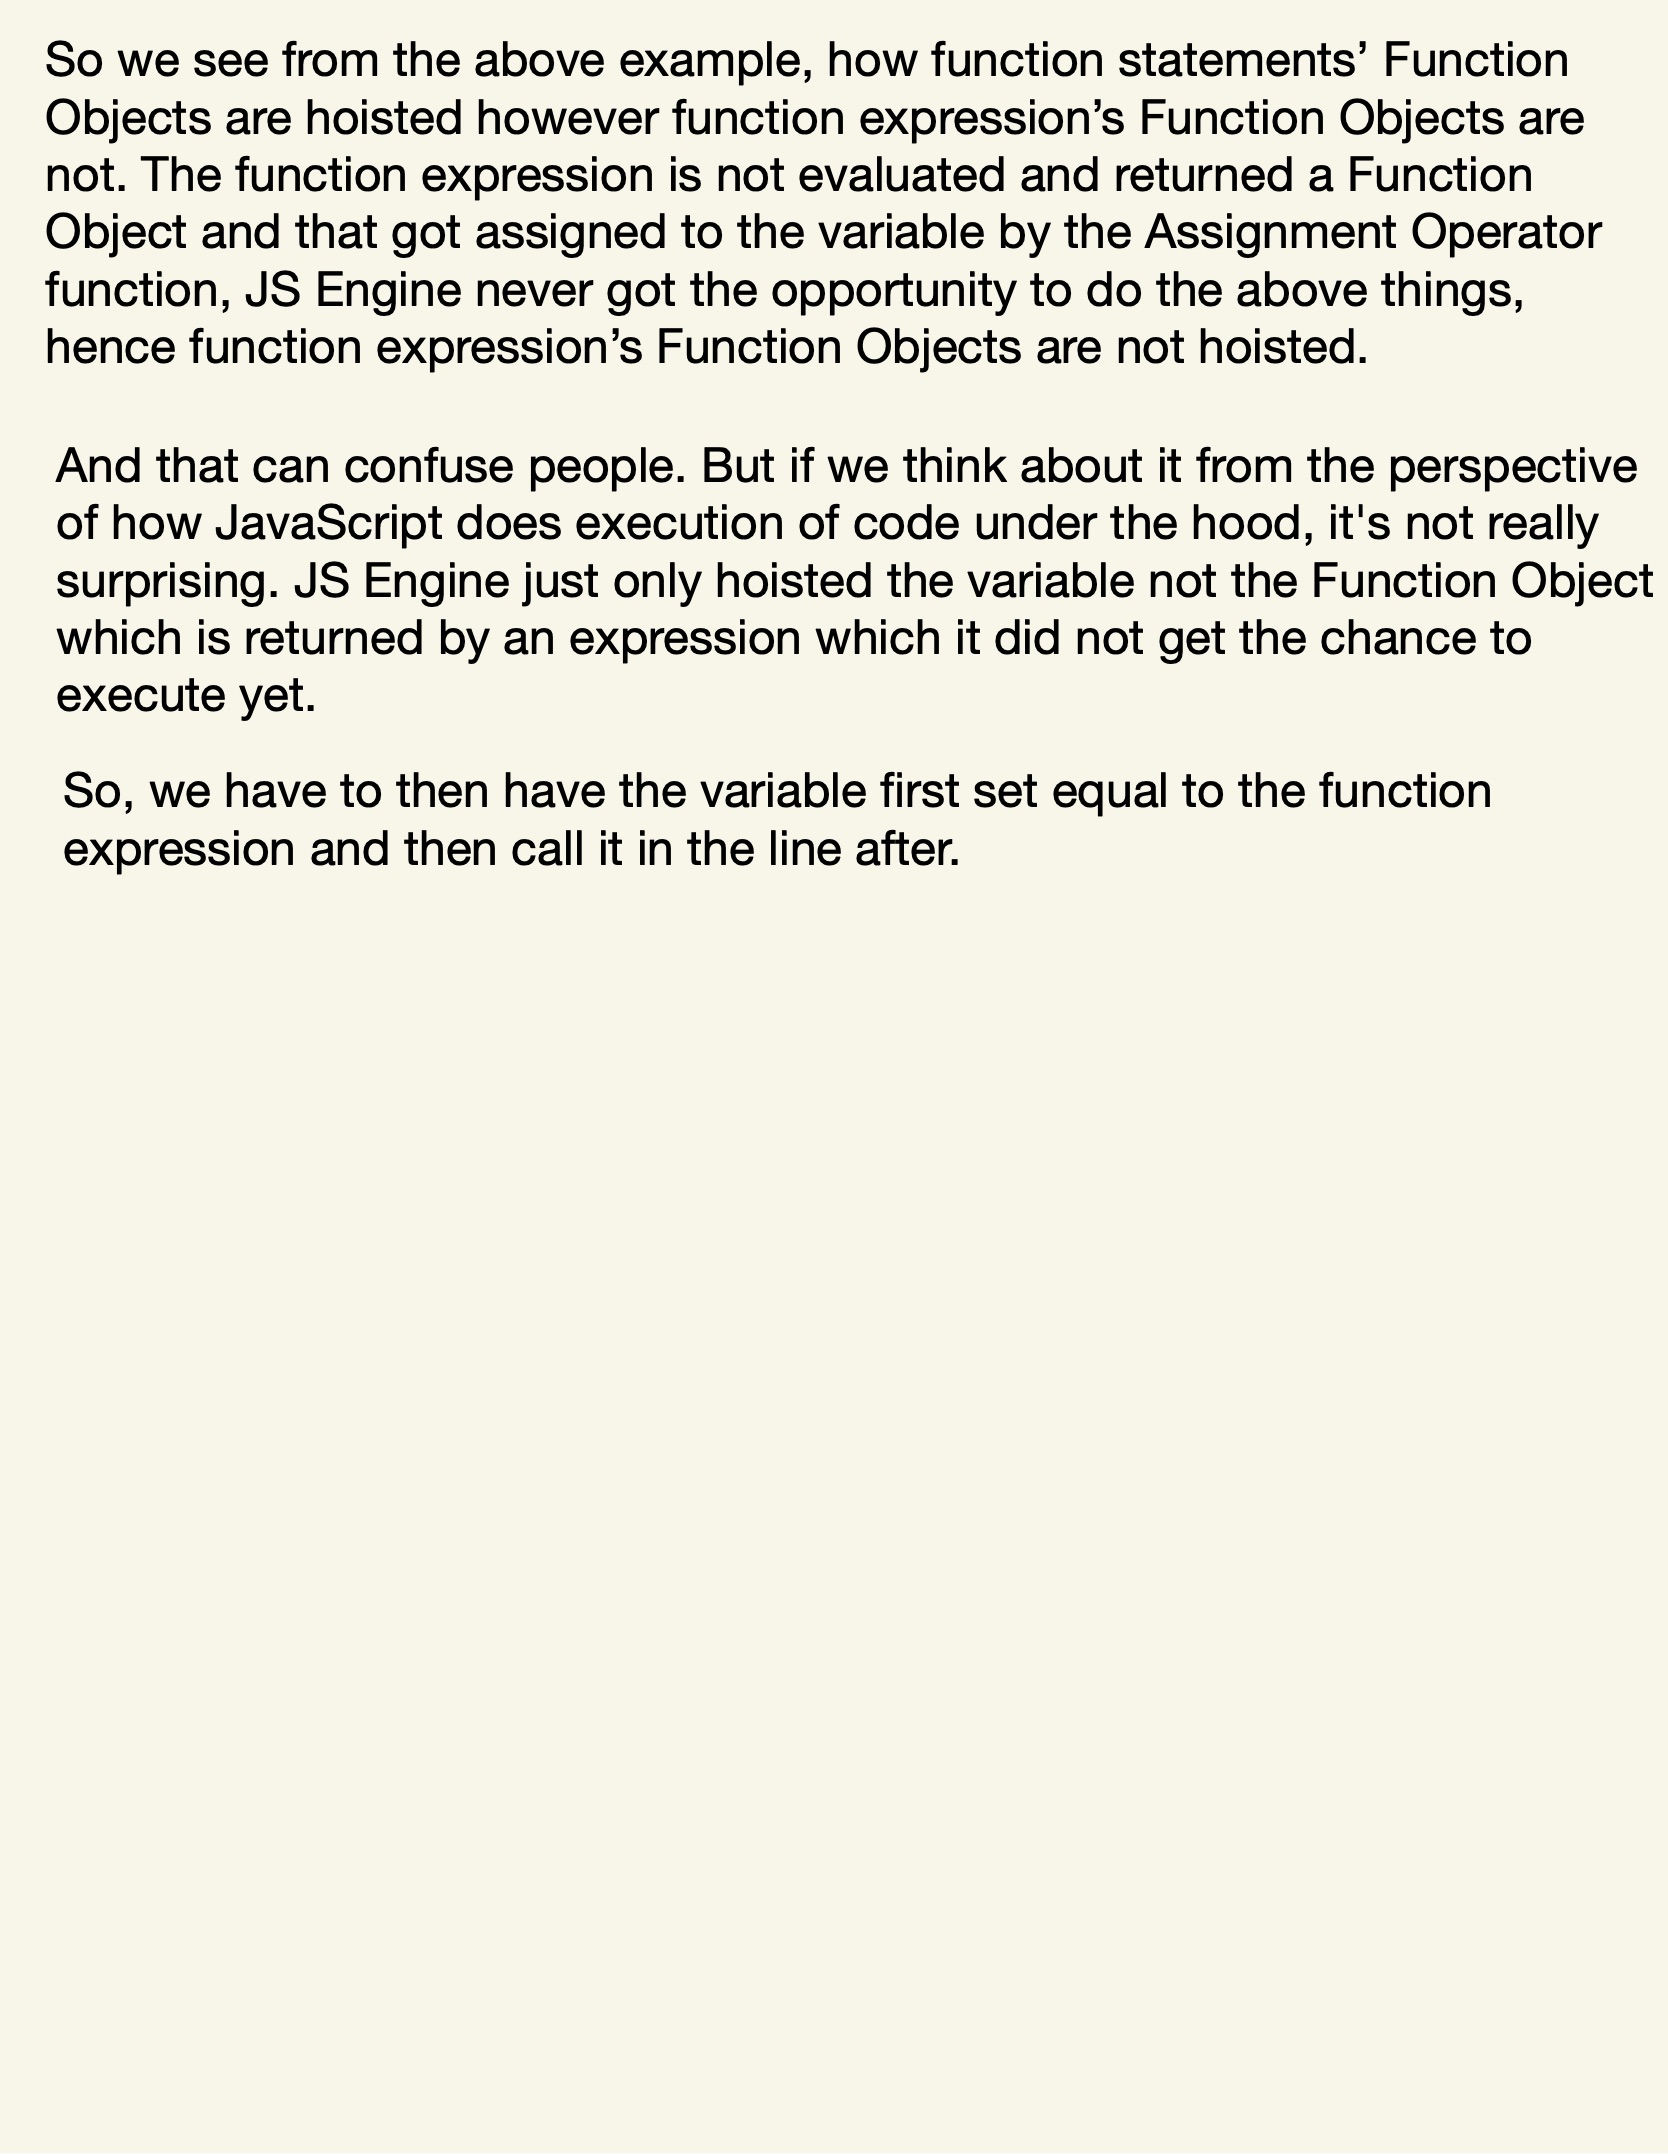 So we see from the above example, how function statements’ Function
Objects are hoisted however function expression’s Function Objects are
not. The function expression is not evaluated and returned a Function
Object and that got assigned to the variable by the Assignment Operator
function, JS Engine never got the opportunity to do the above things,
hence function expression’s Function Objects are not hoisted.
And that can confuse people. But if we think about it from the perspective
of how JavaScript does execution of code under the hood, it's not really
surprising. JS Engine just only hoisted the variable not the Function Object
which is returned by an expression which it did not get the chance to
execute yet.
So, we have to then have the variable first set equal to the function
expression and then call it in the line after.